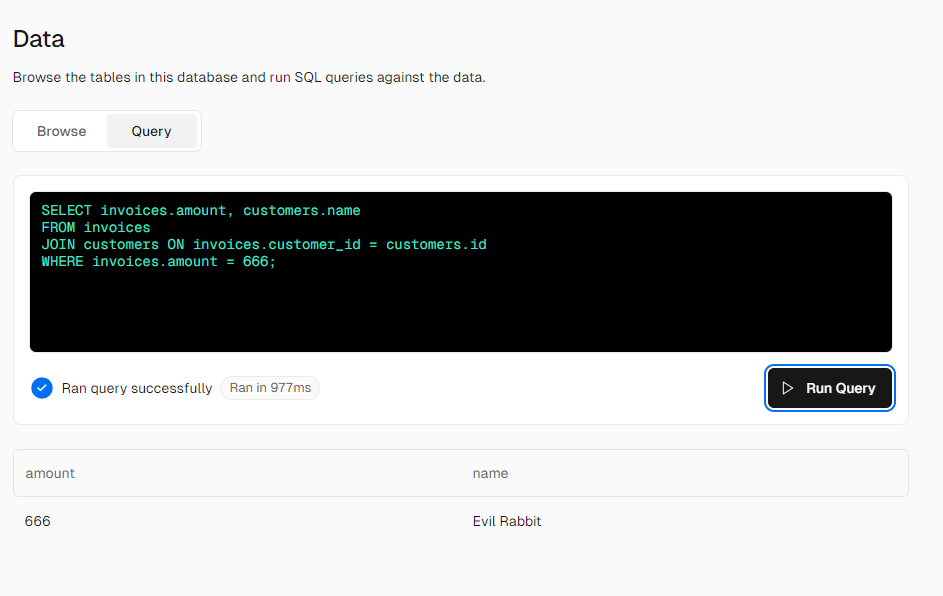 Data
Browse the tables in this database and run SQL queries against the data.
Browse Query
SELECT invoices.amount, customers.name
FROM invoices
JOIN customers ON invoices.customer_id = customers.id
WHERE invoices.amount = 666;
Ran query successfully Ran in 977ms Run Query
amount name
666 Evil Rabbit